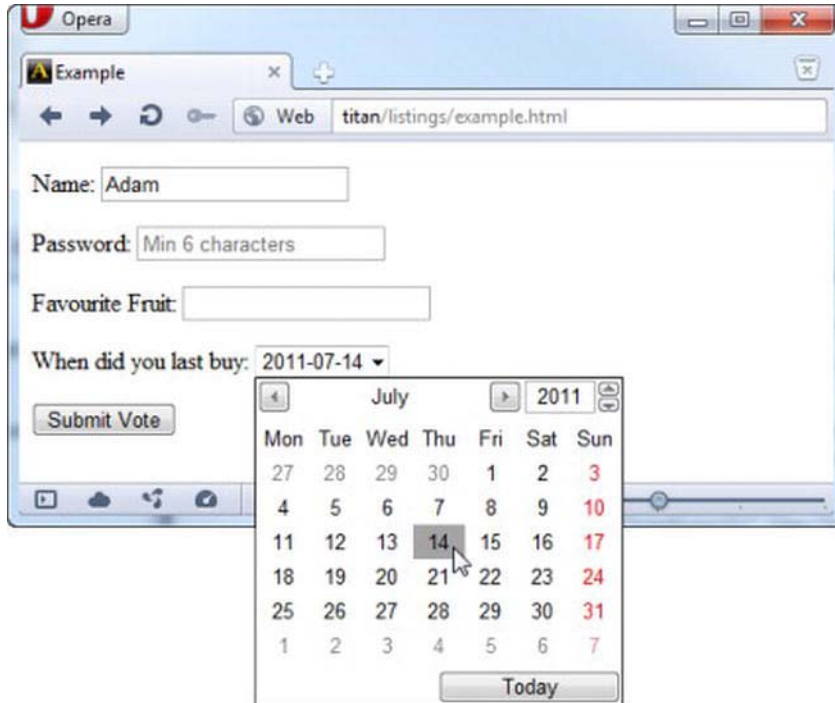 Opera
Example
Web titan/listings/example.html
Name: Adam
Password: Min 6 characters
Favourite Fruit:
When did you last buy: 2011-07-14
Submit Vote
July 2011
Mon Tue Wed Thu Fri Sat Sun
27 28 29 30 1 2 3
4 5 6 7 8 9 10
11 12 13 14 15 16 17
18 19 20 21 22 23 24
25 26 27 28 29 30 31
1 2 3 4 5 6 7
Today